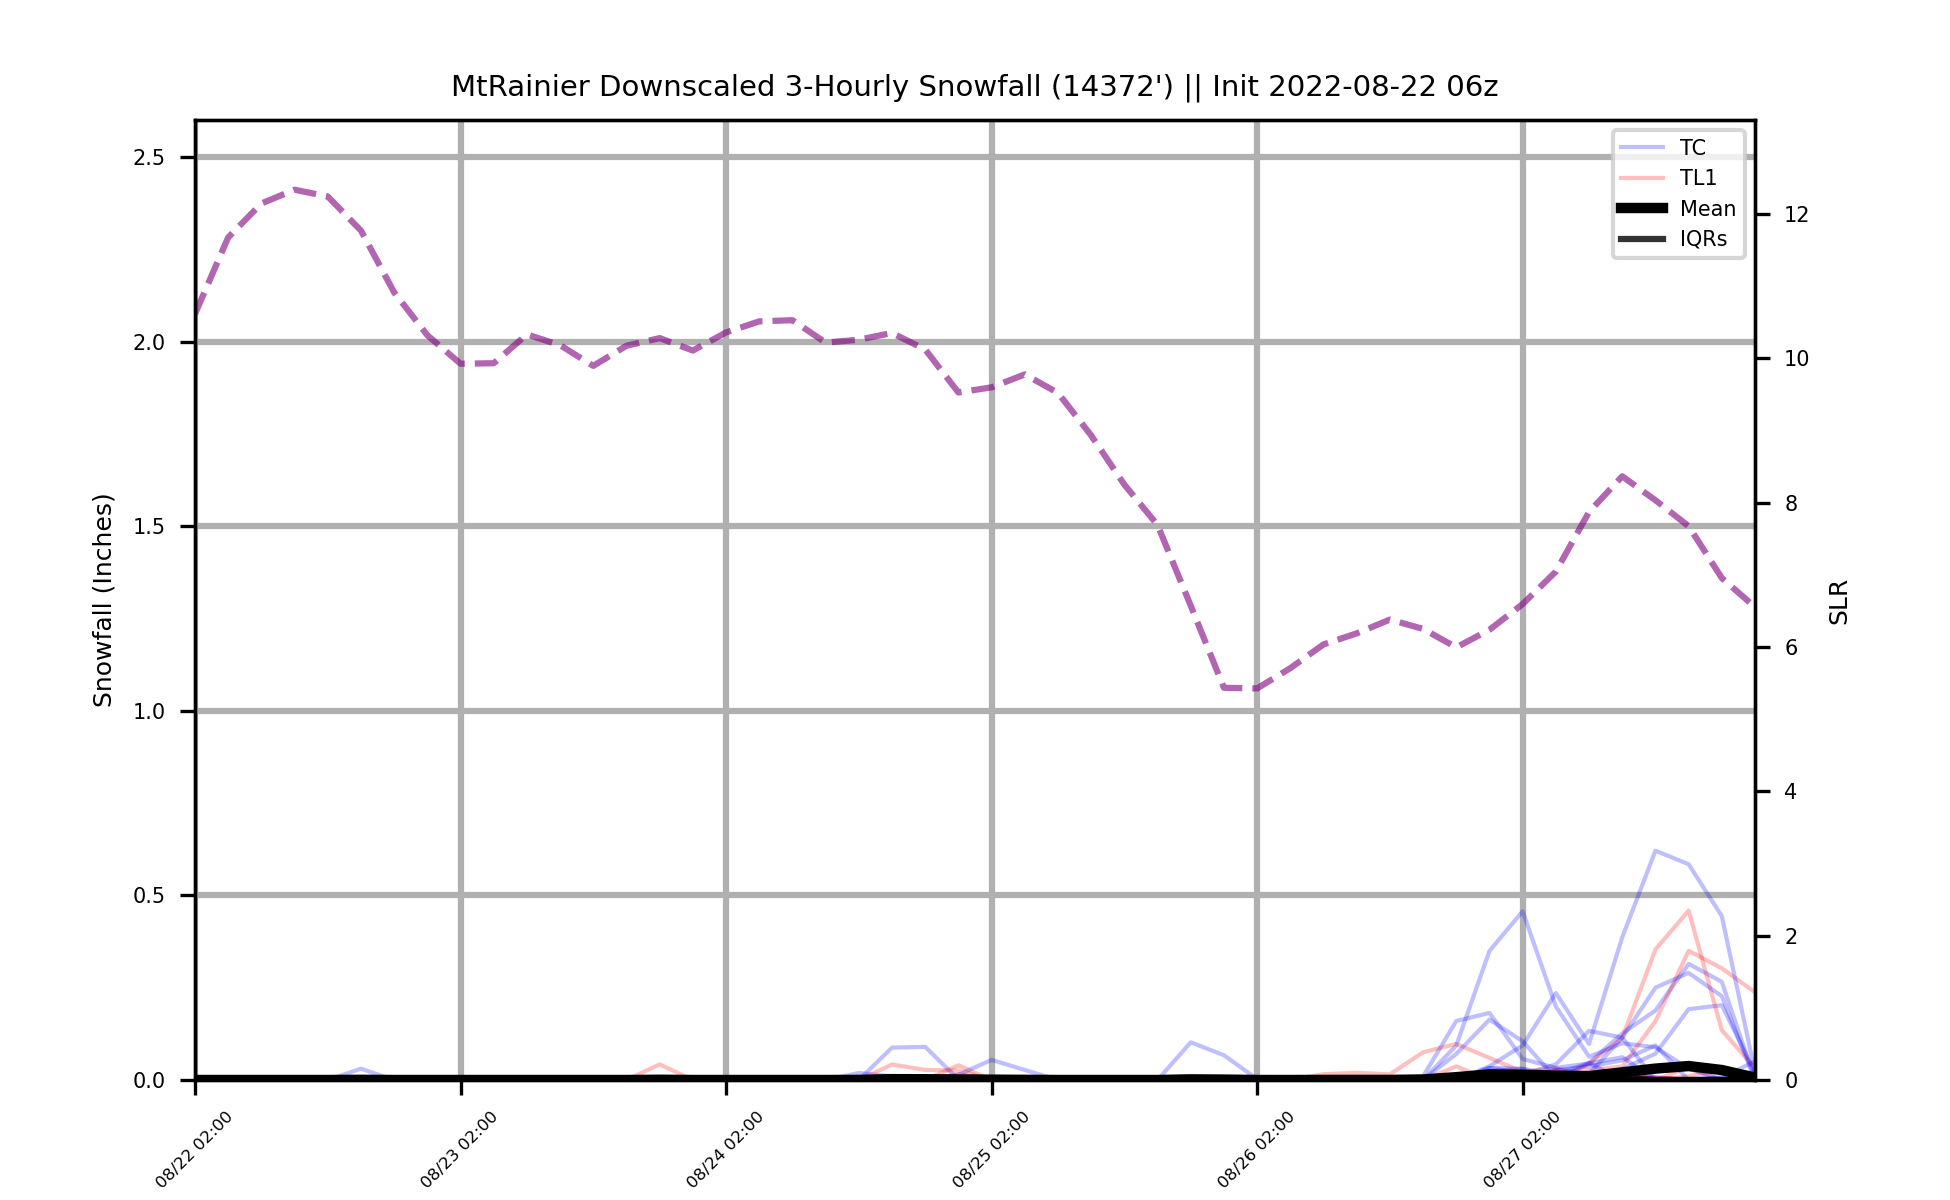 MtRainier Downscaled 3-Hourly Snowfall (14372') || Init 2022-08-22 06z
TC
TL1
Mean
IQRs
Snowfall (Inches)
2.5
2.0
1.5
1.0
0.5
0.0
SLR
12
10
8
6
4
2
0
08/22 02:00
08/23 02:00
08/24 02:00
08/25 02:00
08/26 02:00
08/27 02:00